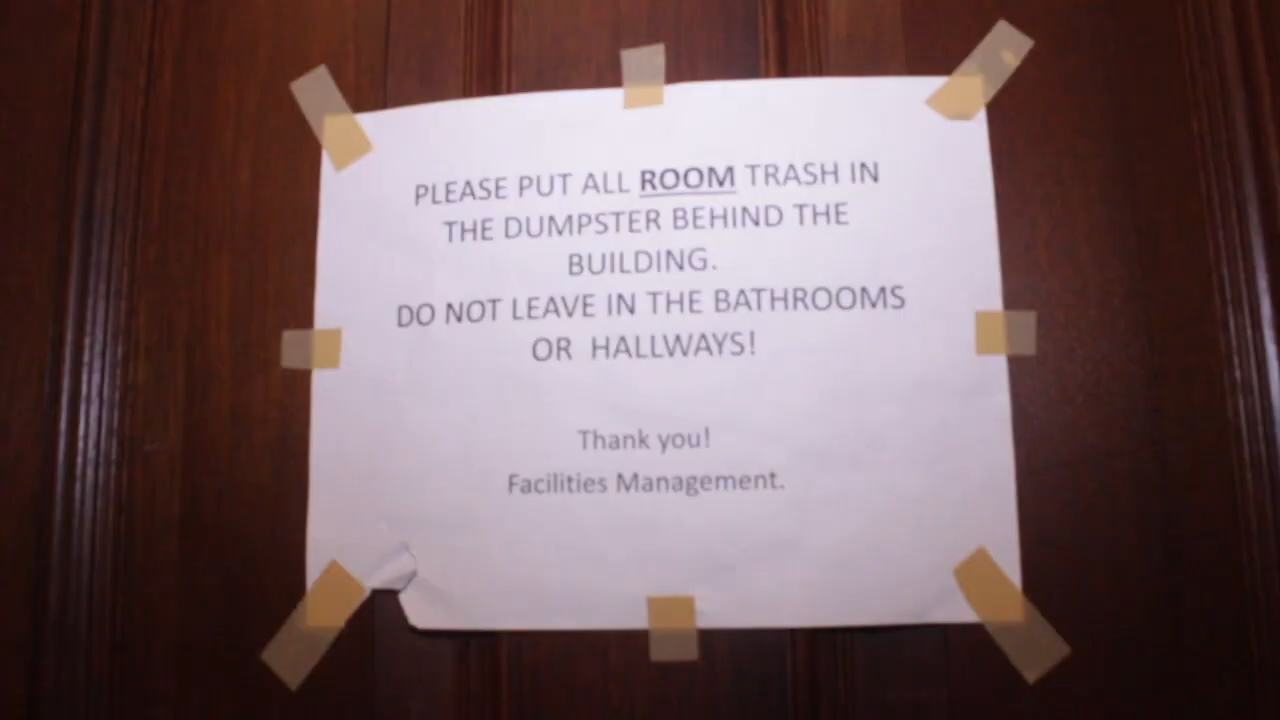 PLEASE PUT ALL ROOM TRASH IN
THE DUMPSTER BEHIND THE
BUILDING.
DO NOT LEAVE IN THE BATHROOMS
OR HALLWAYS!
Thank you!
Facilities Management.